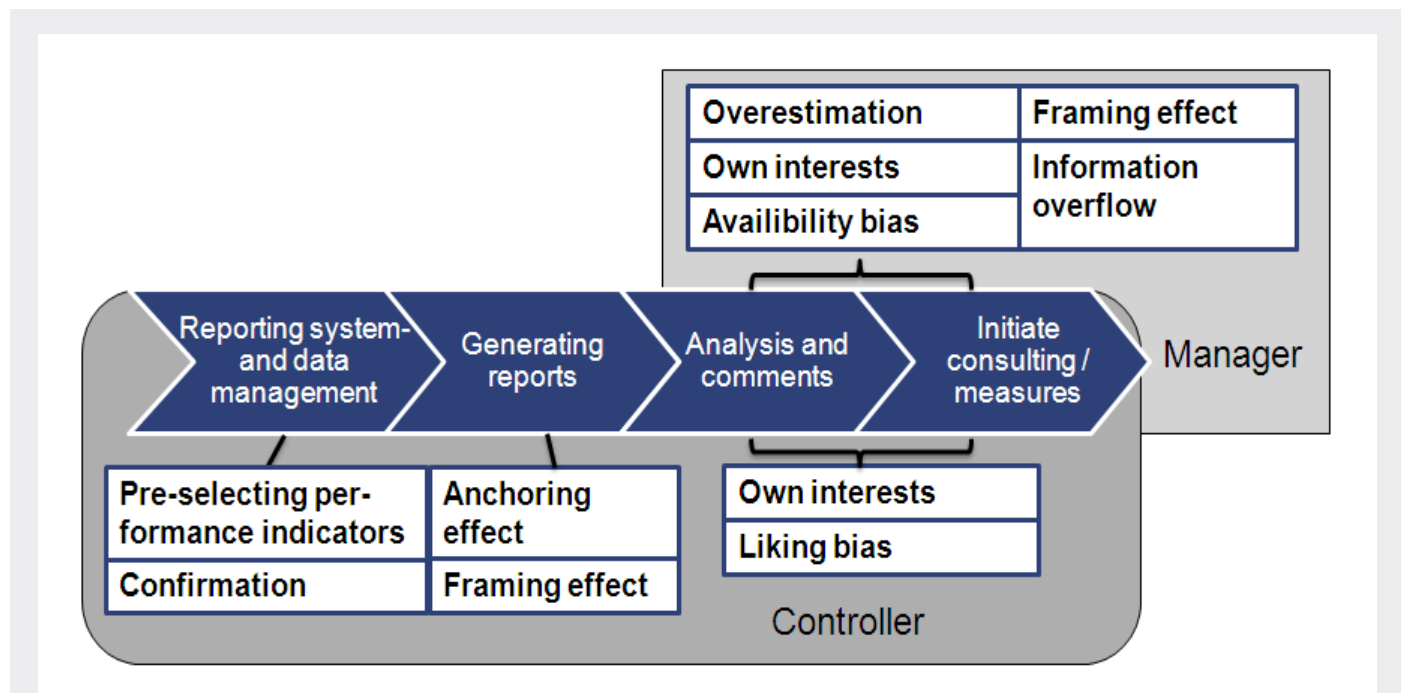 Overestimation
Framing effect
Own interests
Information
overflow
Availibility bias
Reporting system-
and data
management
Generating
reports
Analysis and
comments
Initiate
consulting /
measures
Manager
Pre-selecting per-
formance indicators
Confirmation
Anchoring
effect
Framing effect
Own interests
Liking bias
Controller